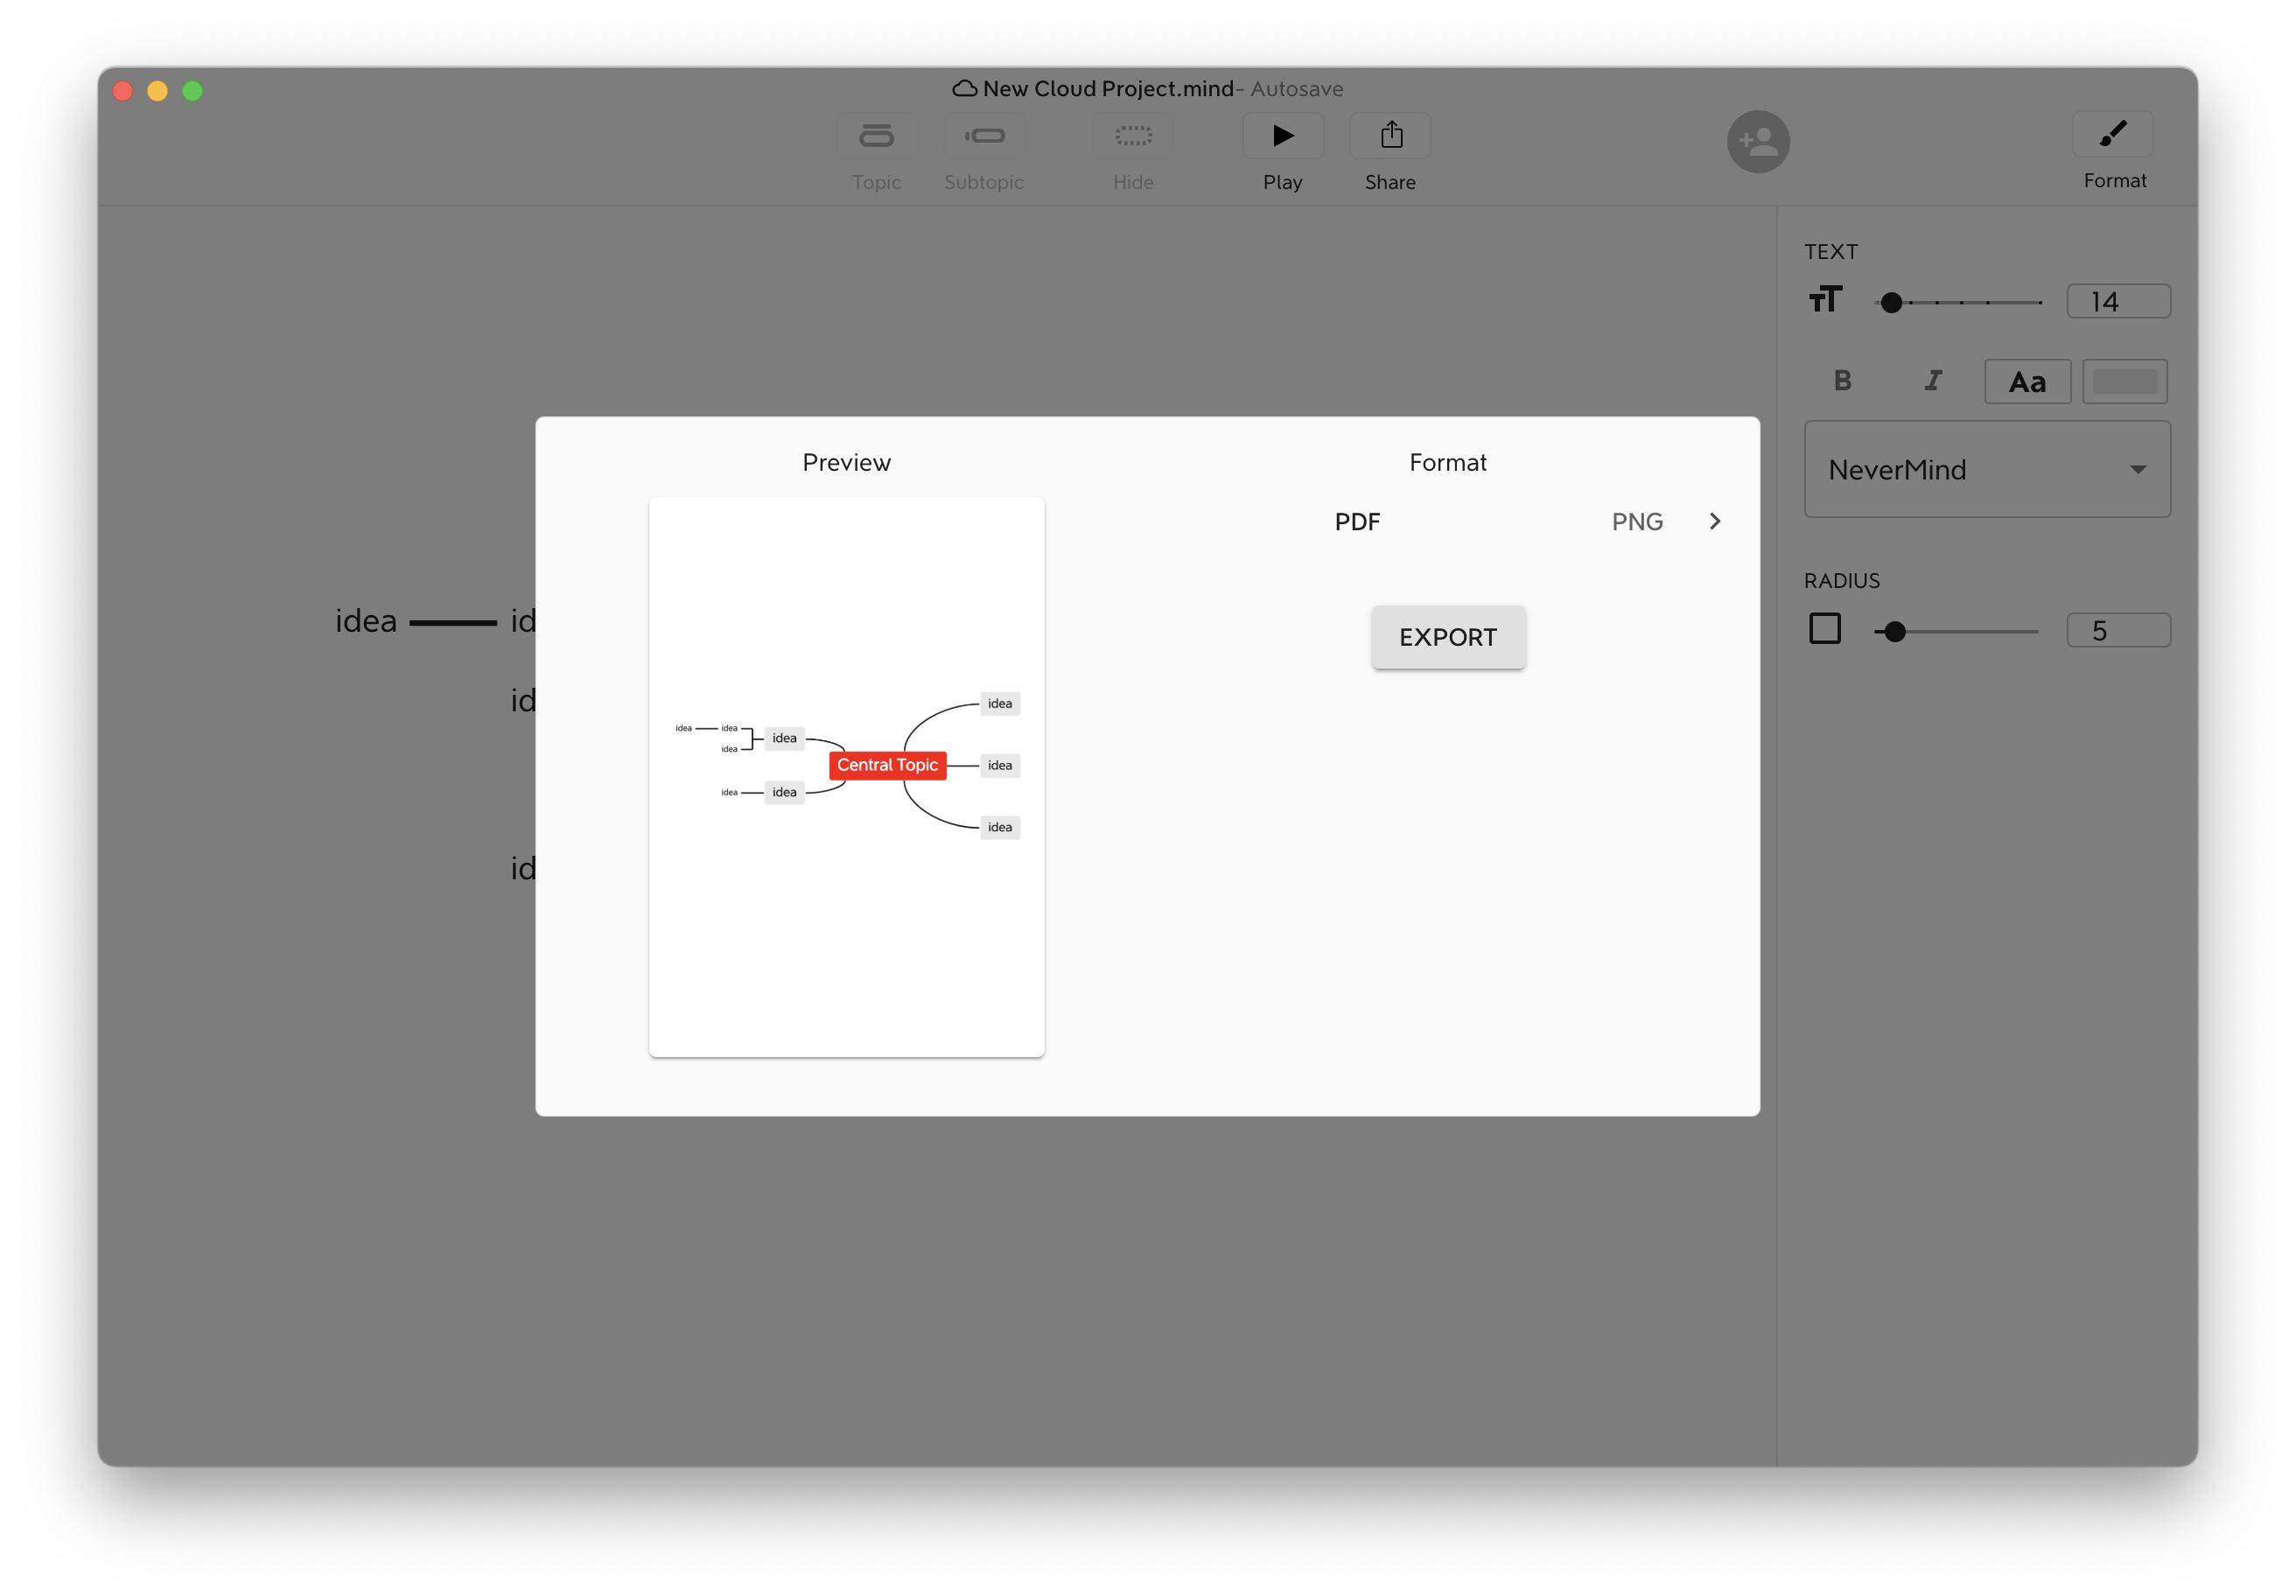 New Cloud Project.mind- Autosave
Topic
Subtopic
Hide
Play
Share
Format
TEXT
14
B
I
Aa
NeverMind
RADIUS
5
idea
id
id
id
Preview
idea
idea
idea
idea
idea
idea
Central Topic
idea
idea
idea
Format
PDF
PNG
EXPORT